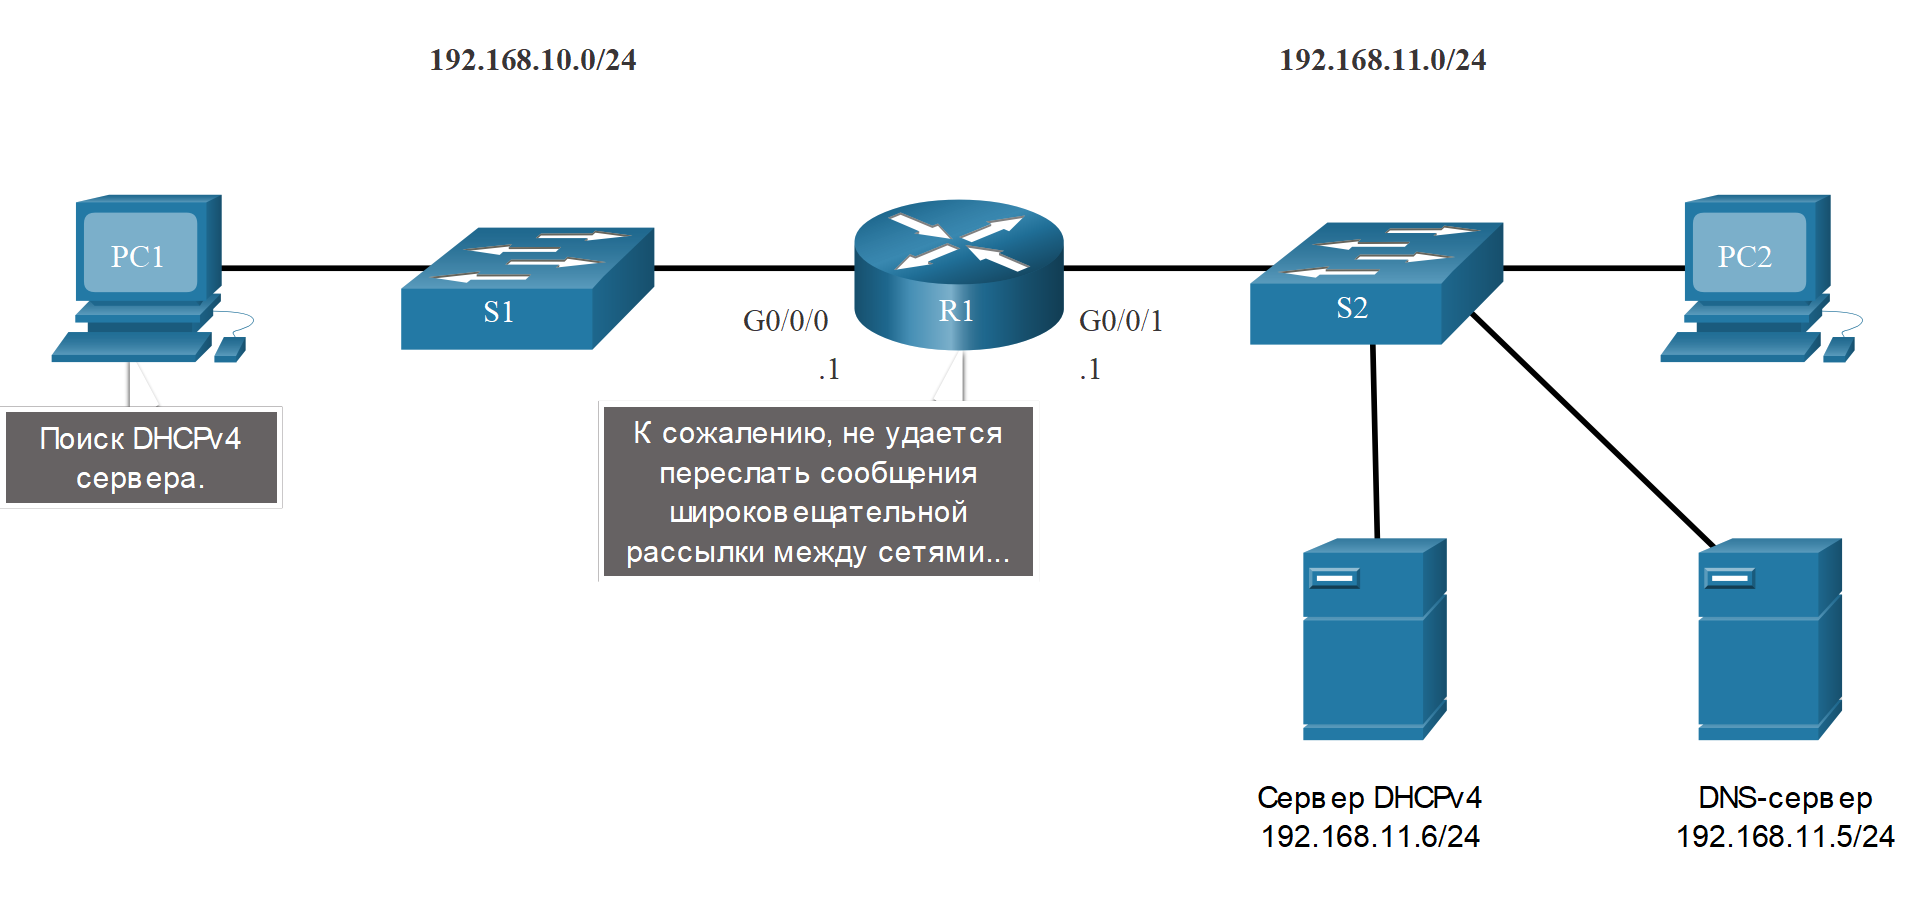 192.168.10.0/24
192.168.11.0/24
PC1
S1
G0/0/0
.1
R1
G0/0/1
.1
S2
PC2
Поиск DHCPv4
сервера.
К сожалению, не удается
переслать сообщения
широковещательной
рассылки между сетями...
Сервер DHCPv4
192.168.11.6/24
DNS-сервер
192.168.11.5/24